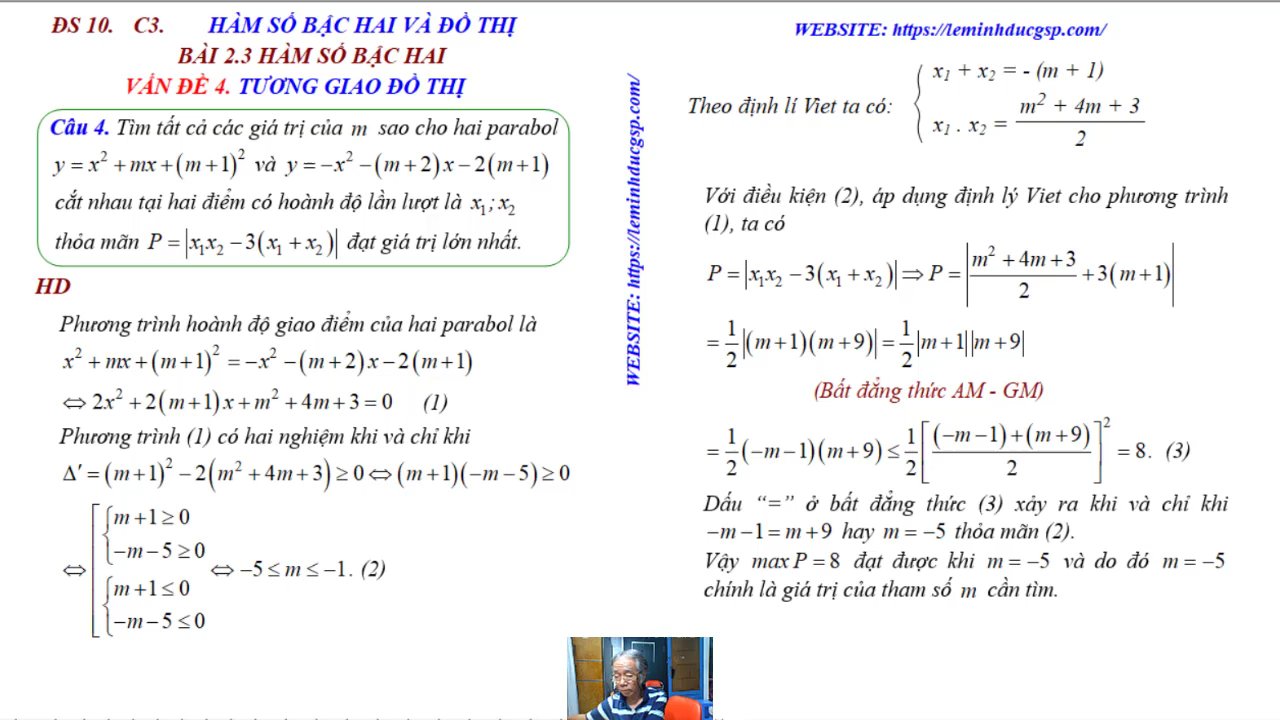 ĐS 10. C3. HÀM SỐ BẬC HAI VÀ ĐỒ THỊ
BÀI 2.3 HÀM SỐ BẬC HAI
VẤN ĐỀ 4. TƯƠNG GIAO ĐỒ THỊ
Câu 4. Tìm tất cả các giá trị của m sao cho hai parabol
y = x² + mx + (m+1)² và y = −x² − (m+2)x − 2(m+1)
cắt nhau tại hai điểm có hoành độ lần lượt là x₁; x₂
thỏa mãn P = |x₁x₂ − 3(x₁ + x₂)| đạt giá trị lớn nhất.
HD
Phương trình hoành độ giao điểm của hai parabol là
x² + mx + (m+1)² = −x² − (m+2)x − 2(m+1)
⇔ 2x² + 2(m+1)x + m² + 4m + 3 = 0 (1)
Phương trình (1) có hai nghiệm khi và chỉ khi
Δ′ = (m+1)² − 2(m² + 4m + 3) ≥ 0 ⇔ (m+1)(−m−5) ≥ 0
m + 1 ≥ 0
−m − 5 ≥ 0
⇔ ⇔ −5 ≤ m ≤ −1. (2)
m + 1 ≤ 0
−m − 5 ≤ 0
WEBSITE: https://leminhducgsp.com/
WEBSITE: https://leminhducgsp.com/
x₁ + x₂ = - (m + 1)
Theo định lí Viet ta có:
x₁ . x₂ = (m² + 4m + 3)/2
Với điều kiện (2), áp dụng định lý Viet cho phương trình
(1), ta có
P = |x₁x₂ − 3(x₁ + x₂)| ⇒ P = |(m² + 4m + 3)/2 + 3(m+1)|
= 1/2 |(m+1)(m+9)| = 1/2 |m+1||m+9|
(Bất đẳng thức AM - GM)
= 1/2 (−m−1)(m+9) ≤ 1/2 [((−m−1)+(m+9))/2]² = 8. (3)
Dấu “=” ở bất đẳng thức (3) xảy ra khi và chỉ khi
−m−1 = m+9 hay m = −5 thỏa mãn (2).
Vậy max P = 8 đạt được khi m = −5 và do đó m = −5
chính là giá trị của tham số m cần tìm.